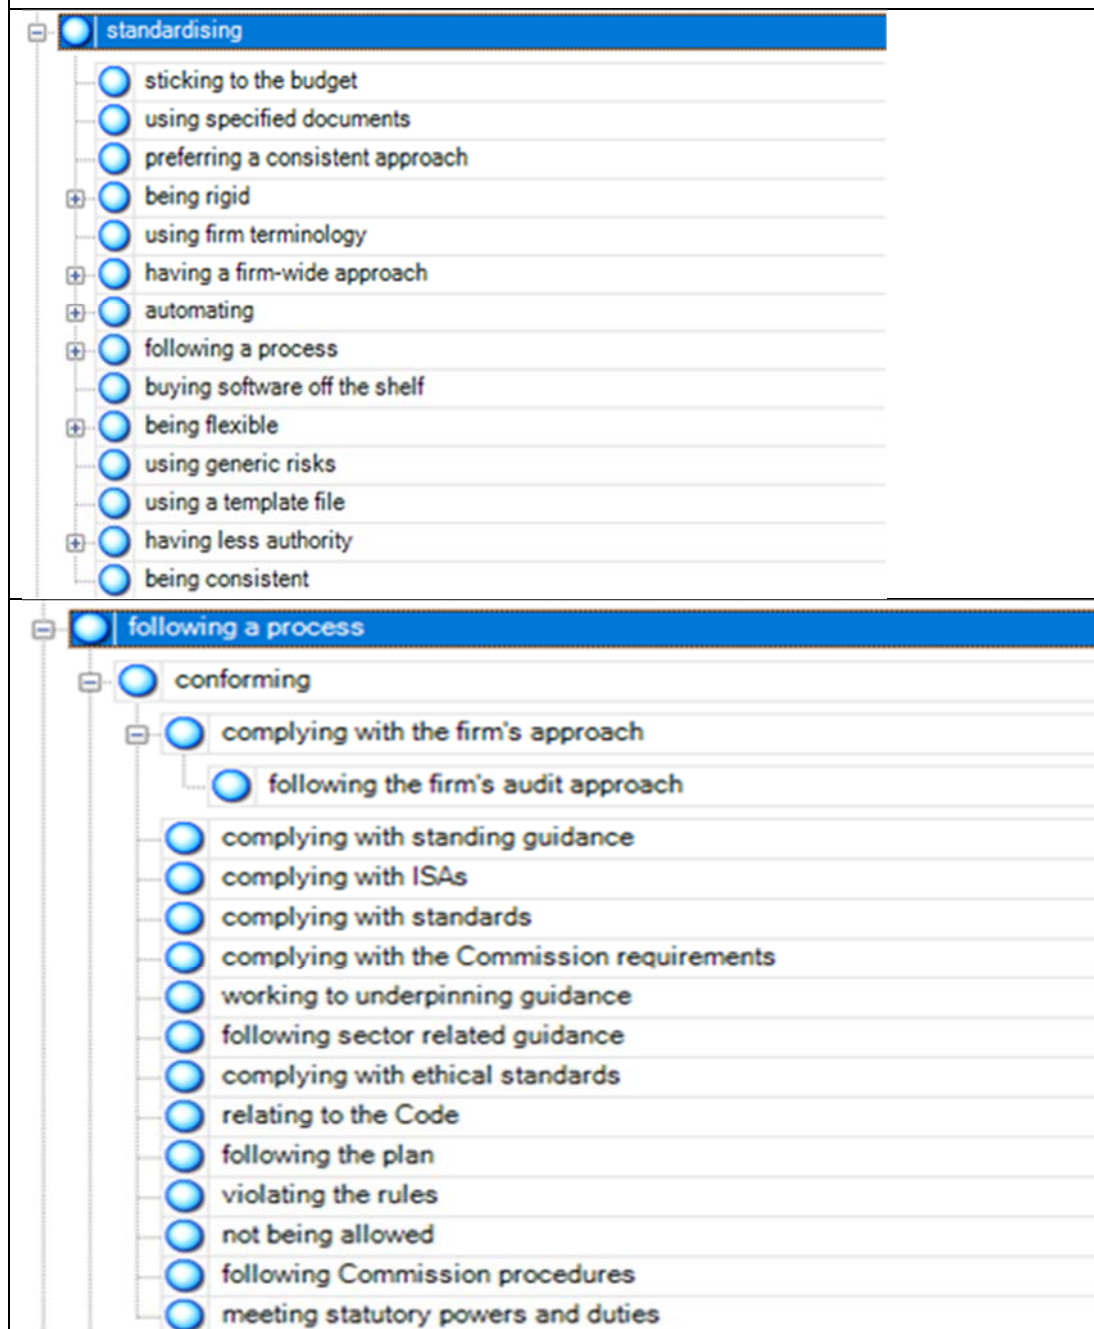 standardising
sticking to the budget
using specified documents
preferring a consistent approach
being rigid
using firm terminology
having a firm-wide approach
automating
following a process
buying software off the shelf
being flexible
using generic risks
using a template file
having less authority
being consistent
following a process
conforming
complying with the firm's approach
following the firm's audit approach
complying with standing guidance
complying with ISAs
complying with standards
complying with the Commission requirements
working to underpinning guidance
following sector related guidance
complying with ethical standards
relating to the Code
following the plan
violating the rules
not being allowed
following Commission procedures
meeting statutory powers and duties